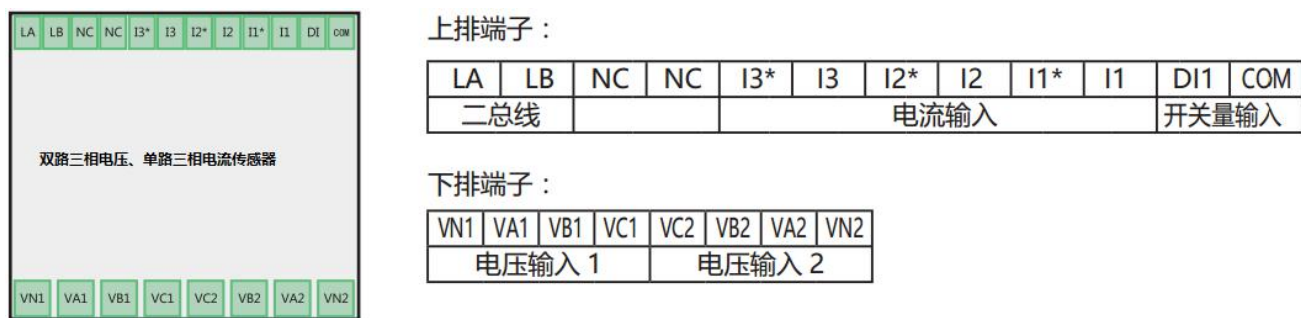 LA LB NC NC I3* I3 I2* I2 I1* I1 DI COM
双路三相电压、单路三相电流传感器
VN1 VA1 VB1 VC1 VC2 VB2 VA2 VN2
上排端子：
LA LB NC NC I3* I3 I2* I2 I1* I1 DI1 COM
二总线 电流输入 开关量输入
下排端子：
VN1 VA1 VB1 VC1 VC2 VB2 VA2 VN2
电压输入 1 电压输入 2